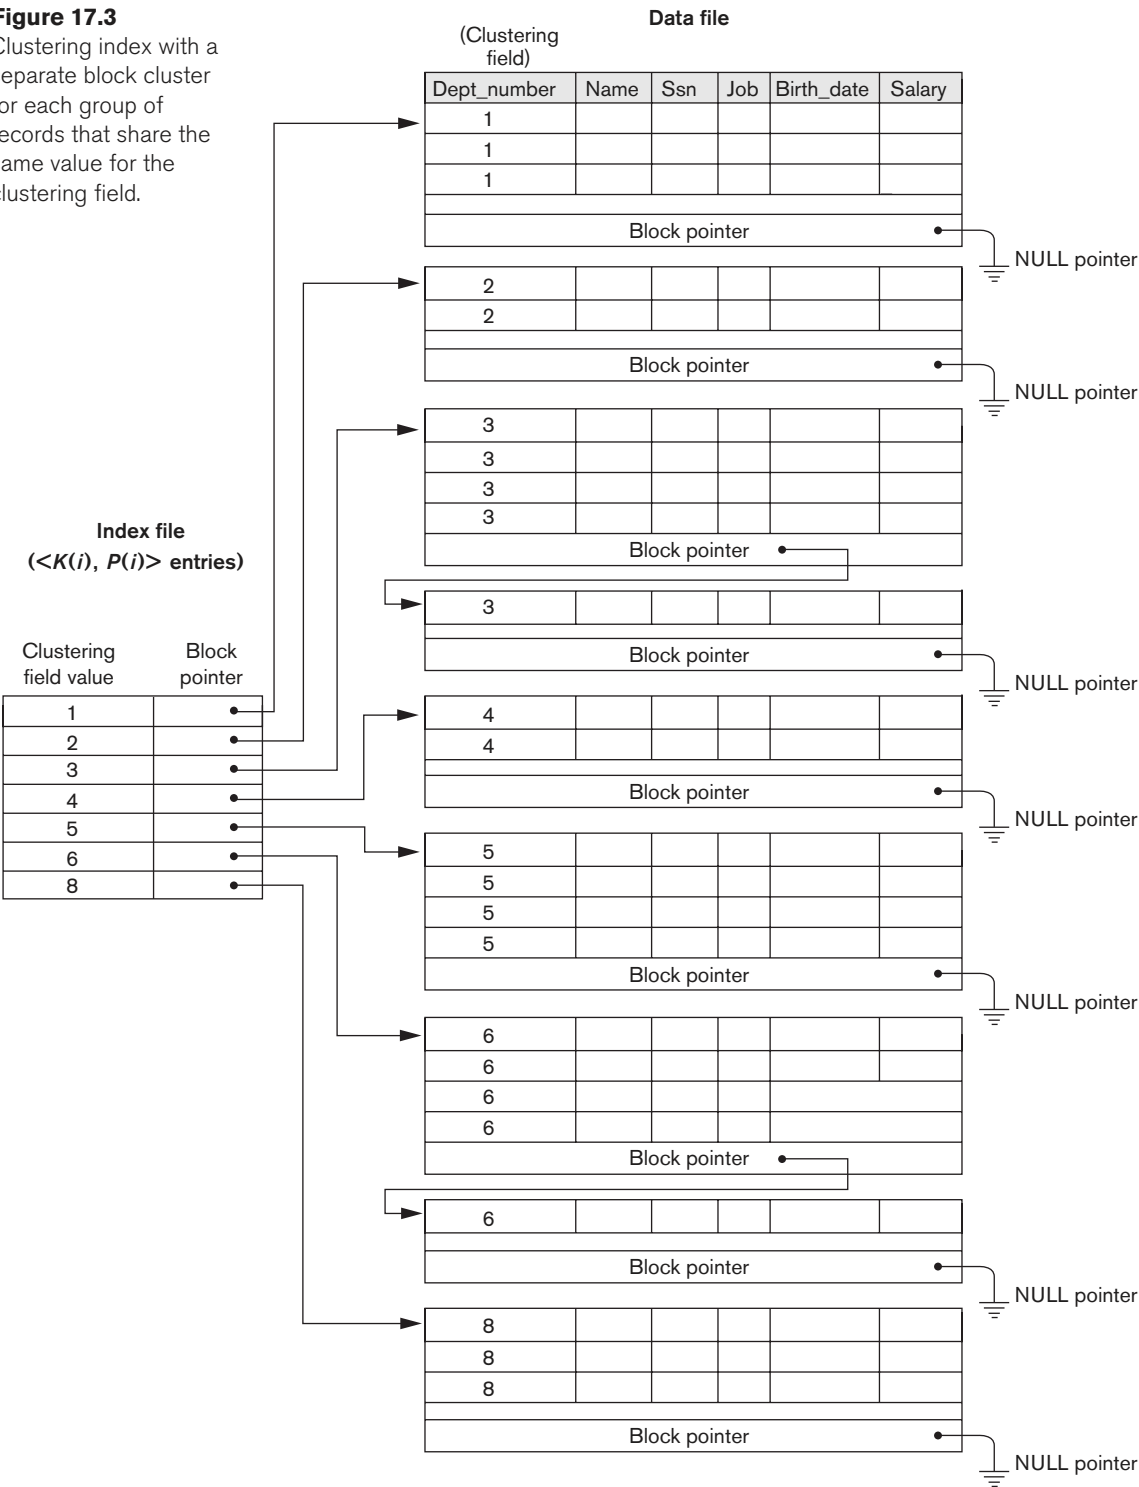 Figure 17.3
Clustering index with a
separate block cluster
for each group of
records that share the
same value for the
clustering field.
Data file
(Clustering
field)
Dept_number Name Ssn Job Birth_date Salary
1
1
1
Block pointer
NULL pointer
2
2
Block pointer
NULL pointer
3
3
3
3
Block pointer
3
Block pointer
NULL pointer
Index file
(<K(i), P(i)> entries)
Clustering
field value
Block
pointer
1
2
3
4
5
6
8
4
4
Block pointer
NULL pointer
5
5
5
5
Block pointer
NULL pointer
6
6
6
6
Block pointer
6
Block pointer
NULL pointer
8
8
8
Block pointer
NULL pointer